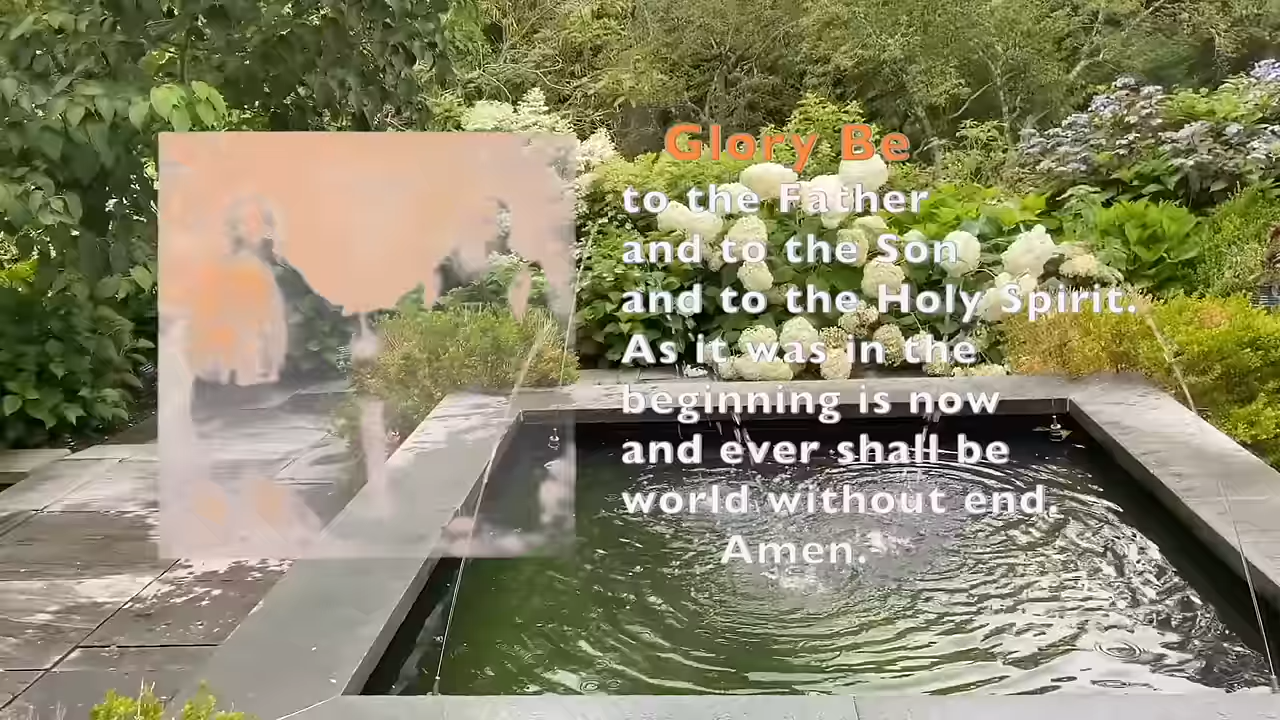 Glory Be
to the Father
and to the Son
and to the Holy Spirit.
As it was in the
beginning is now
and ever shall be
world without end.
Amen.